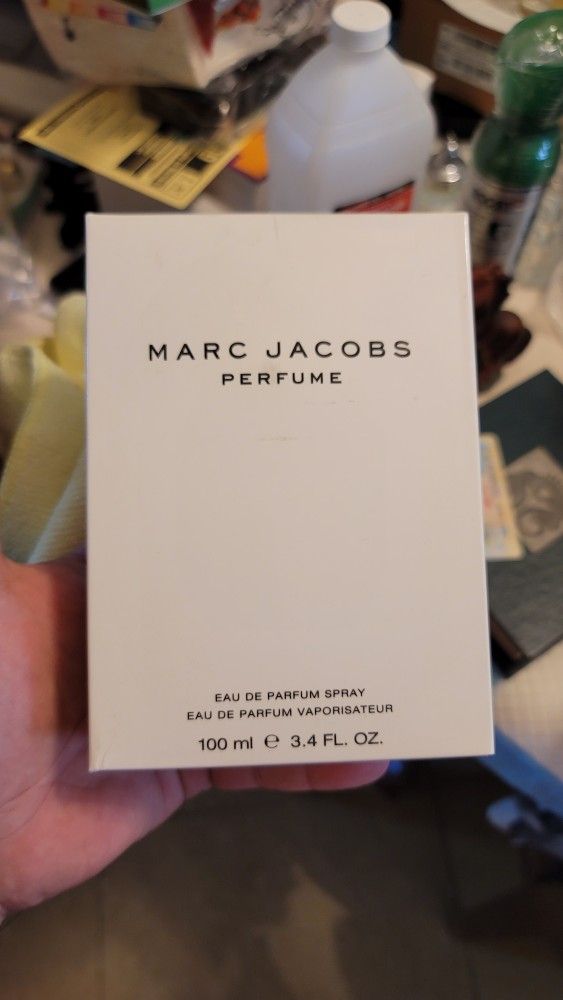 MARC JACOBS
PERFUME
EAU DE PARFUM SPRAY
EAU DE PARFUM VAPORISATEUR
100 ml ℮ 3.4 FL. OZ.